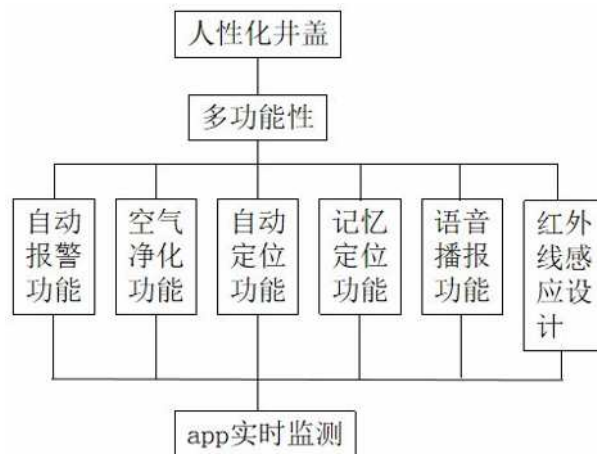 人性化井盖
多功能性
自动
报警
功能
空气
净化
功能
自动
定位
功能
记忆
定位
功能
语音
播报
功能
红外
线感
应设
计
app实时监测